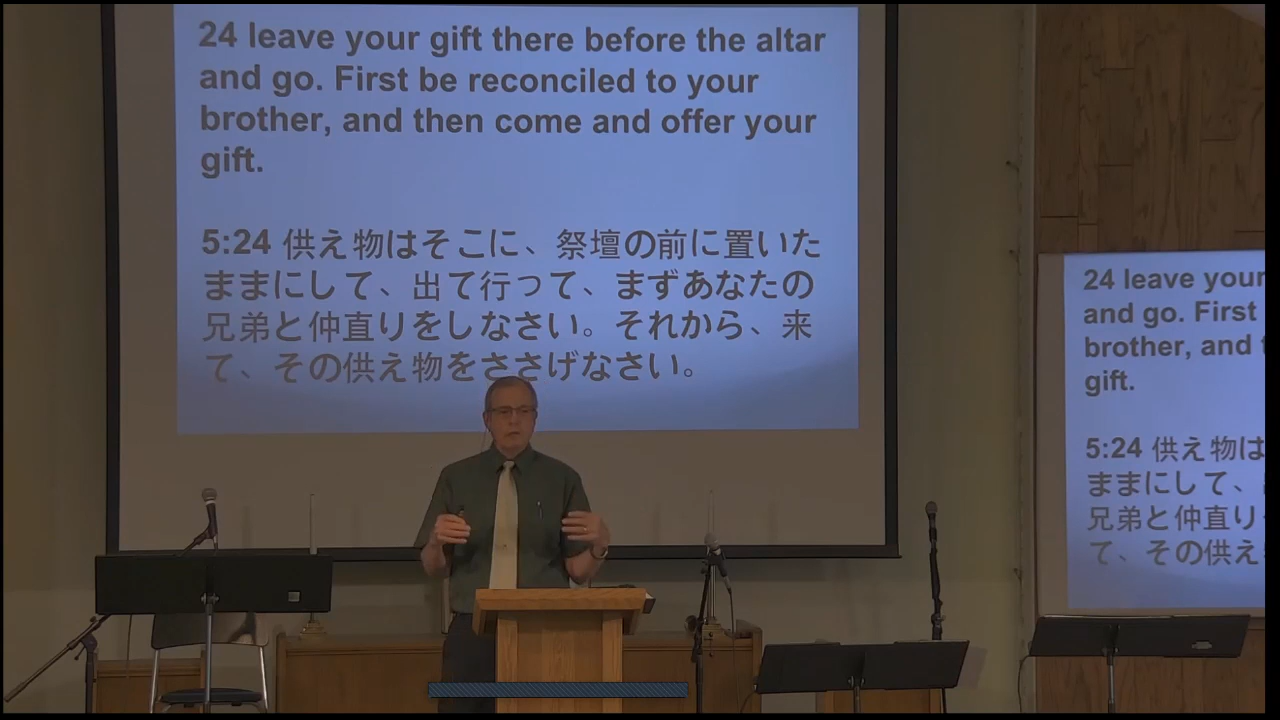 24 leave your gift there before the altar
and go. First be reconciled to your
brother, and then come and offer your
gift.
5:24 供え物はそこに、祭壇の前に置いた
ままにして、出て行って、まずあなたの
兄弟と仲直りをしなさい。それから、来
て、その供え物をささげなさい。
24 leave your
and go. First
brother, and t
gift.
5:24 供え物は
ままにして、
兄弟と仲直り
て、その供え